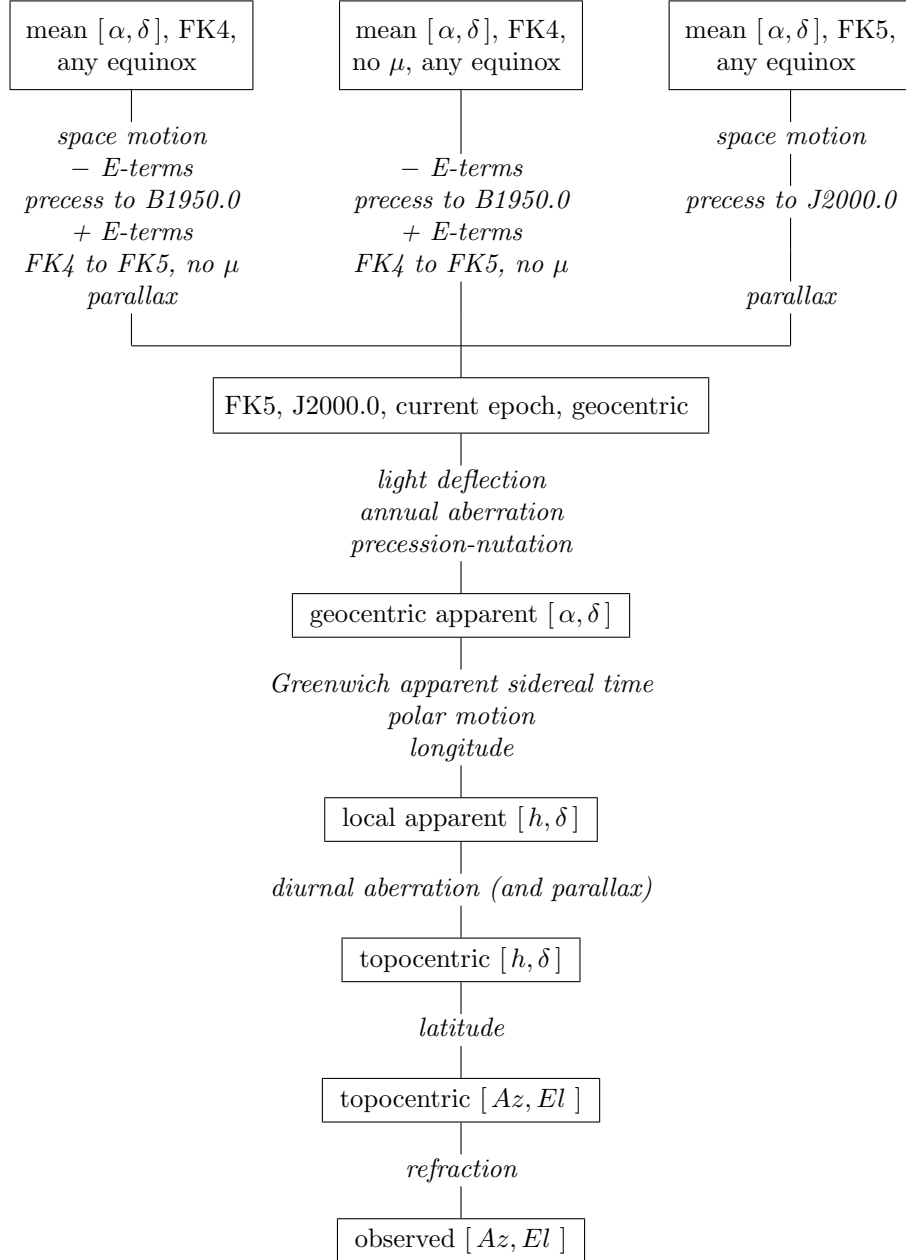 mean [ α, δ ], FK4,
any equinox
space motion
− E-terms
precess to B1950.0
+ E-terms
FK4 to FK5, no μ
parallax
mean [ α, δ ], FK4,
no μ, any equinox
− E-terms
precess to B1950.0
+ E-terms
FK4 to FK5, no μ
mean [ α, δ ], FK5,
any equinox
space motion
precess to J2000.0
parallax
FK5, J2000.0, current epoch, geocentric
light deflection
annual aberration
precession-nutation
geocentric apparent [ α, δ ]
Greenwich apparent sidereal time
polar motion
longitude
local apparent [ h, δ ]
diurnal aberration (and parallax)
topocentric [ h, δ ]
latitude
topocentric [ Az, El ]
refraction
observed [ Az, El ]